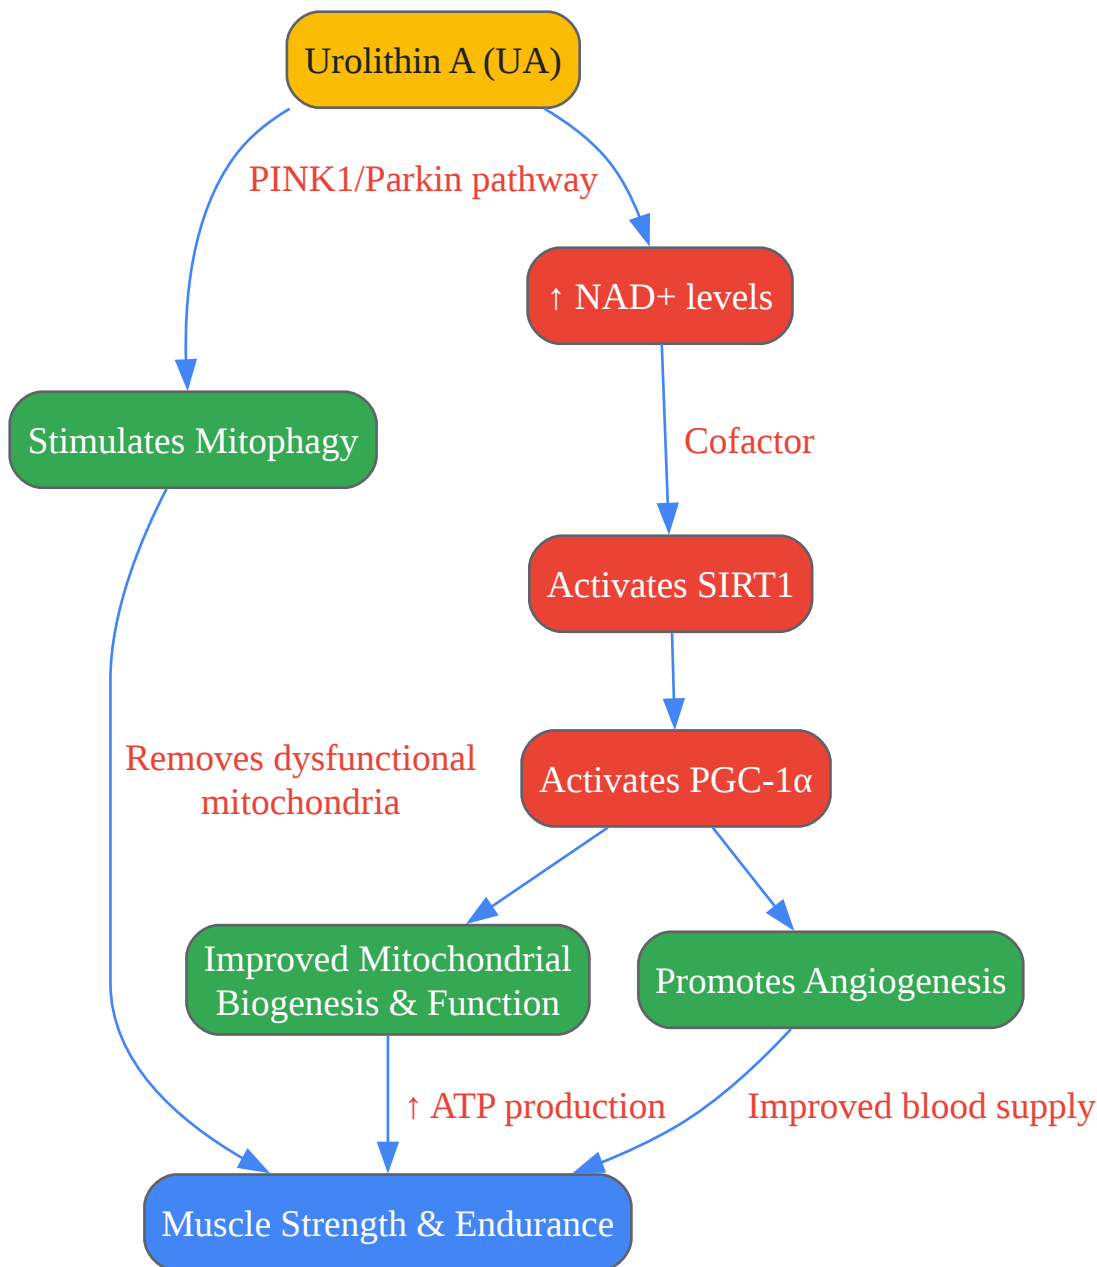 Urolithin A (UA)
PINK1/Parkin pathway
↑ NAD+ levels
Stimulates Mitophagy
Cofactor
Activates SIRT1
Removes dysfunctional
mitochondria
Activates PGC-1α
Improved Mitochondrial
Biogenesis & Function
Promotes Angiogenesis
↑ ATP production
Improved blood supply
Muscle Strength & Endurance